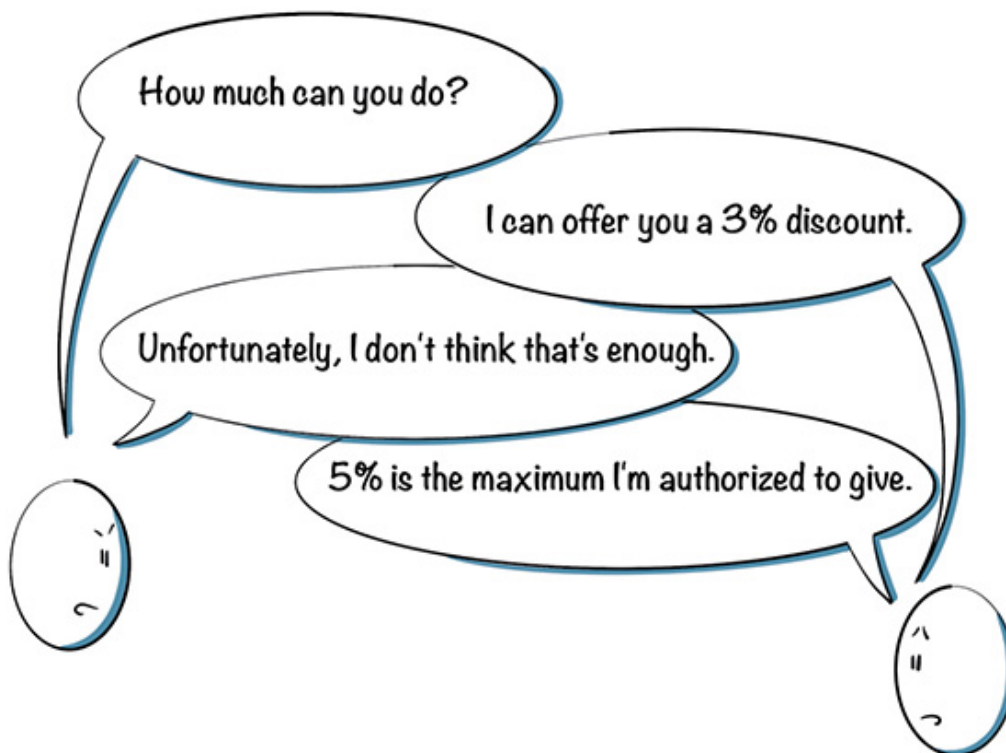 How much can you do?
I can offer you a 3% discount.
Unfortunately, I don't think that's enough.
5% is the maximum I'm authorized to give.